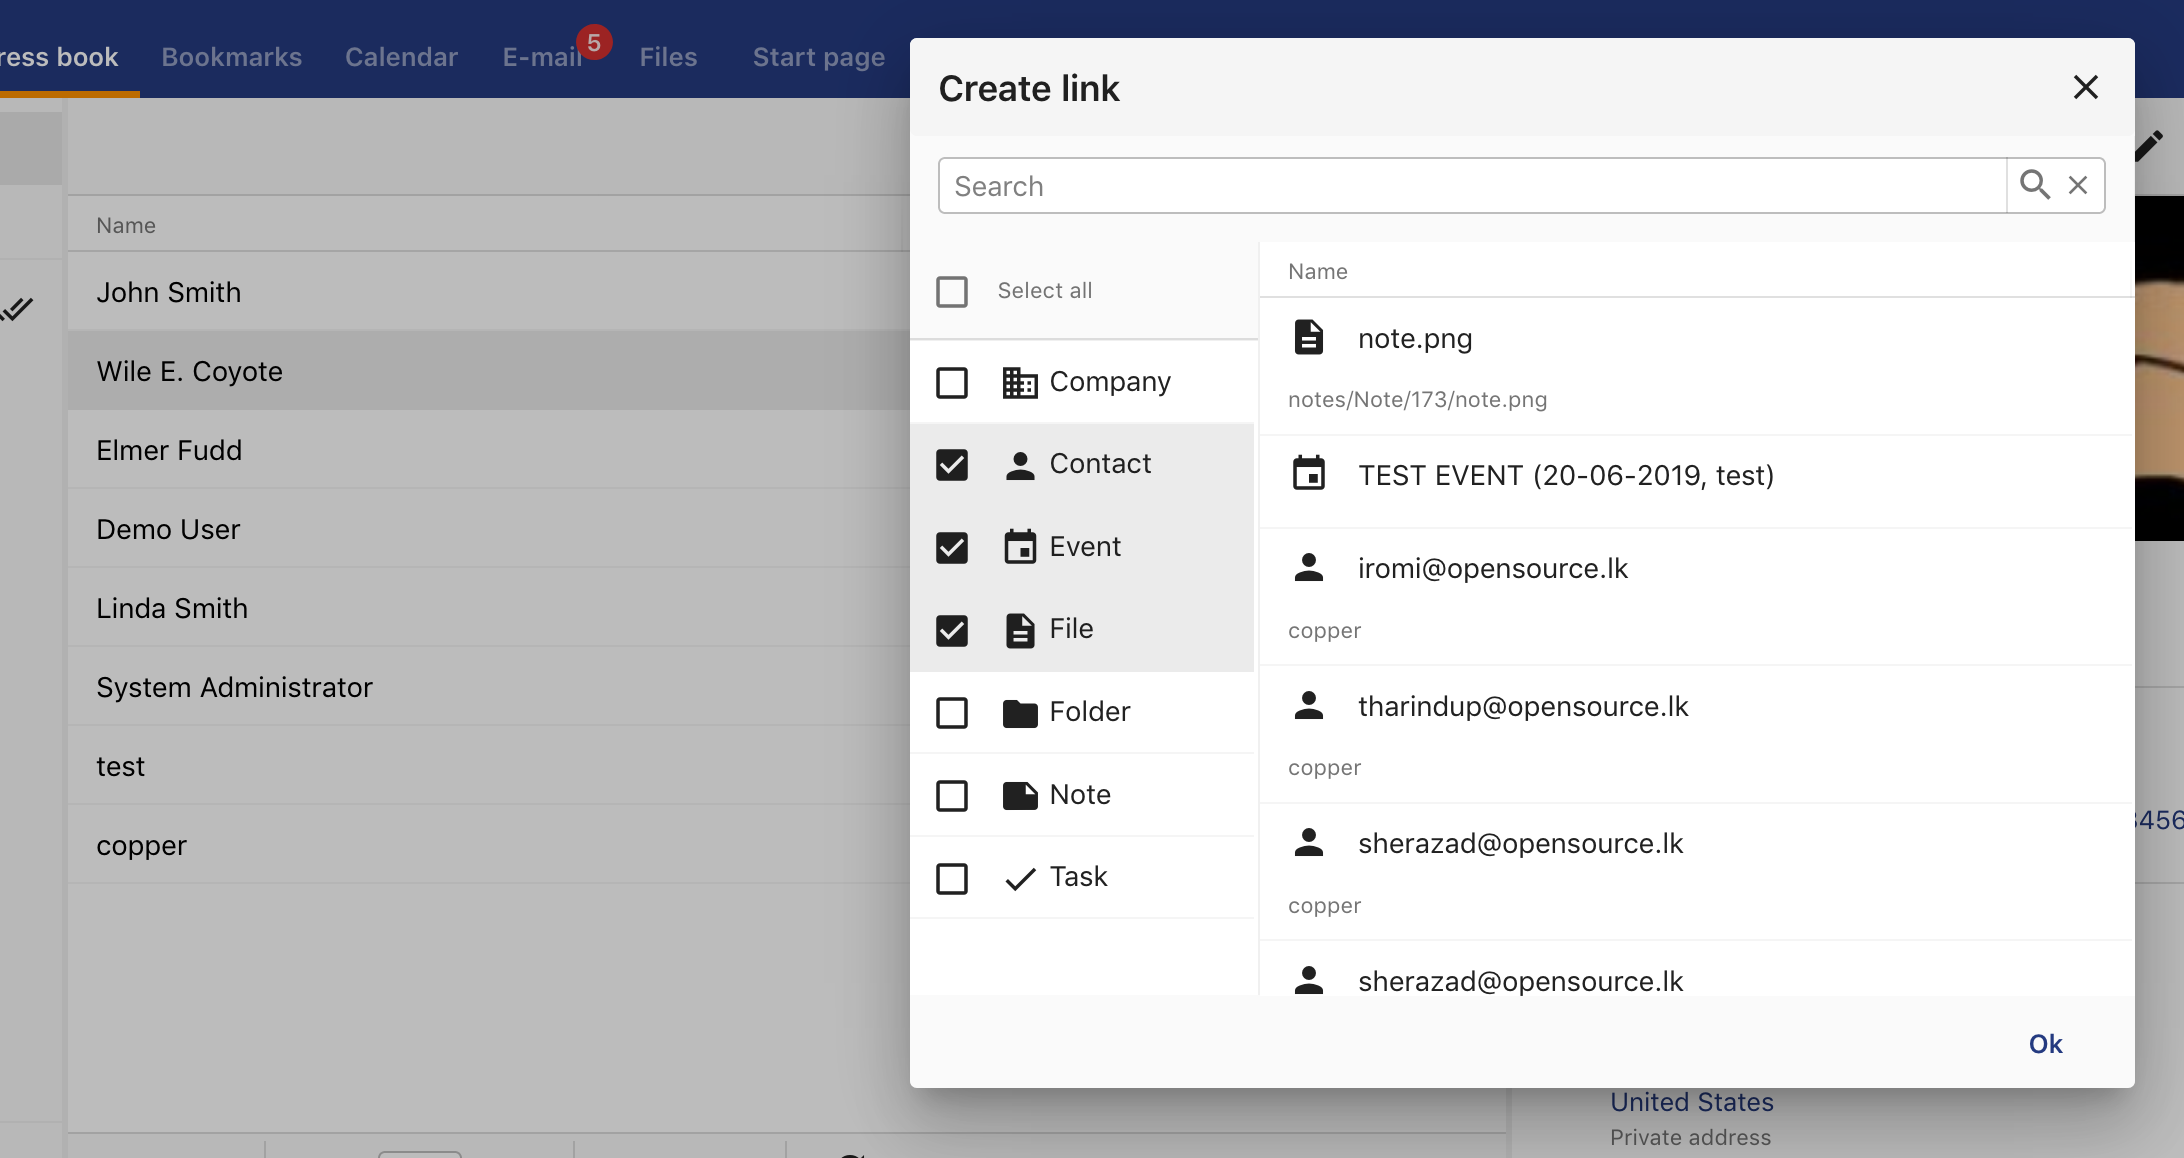 ress book Bookmarks Calendar E-mail 5 Files Start page
Create link
Search
Name
John Smith
Wile E. Coyote
Elmer Fudd
Demo User
Linda Smith
System Administrator
test
copper
Select all
Company
Contact
Event
File
Folder
Note
Task
Name
note.png
notes/Note/173/note.png
TEST EVENT (20-06-2019, test)
iromi@opensource.lk
copper
tharindup@opensource.lk
copper
sherazad@opensource.lk
copper
sherazad@opensource.lk
Ok
3456
United States
Private address